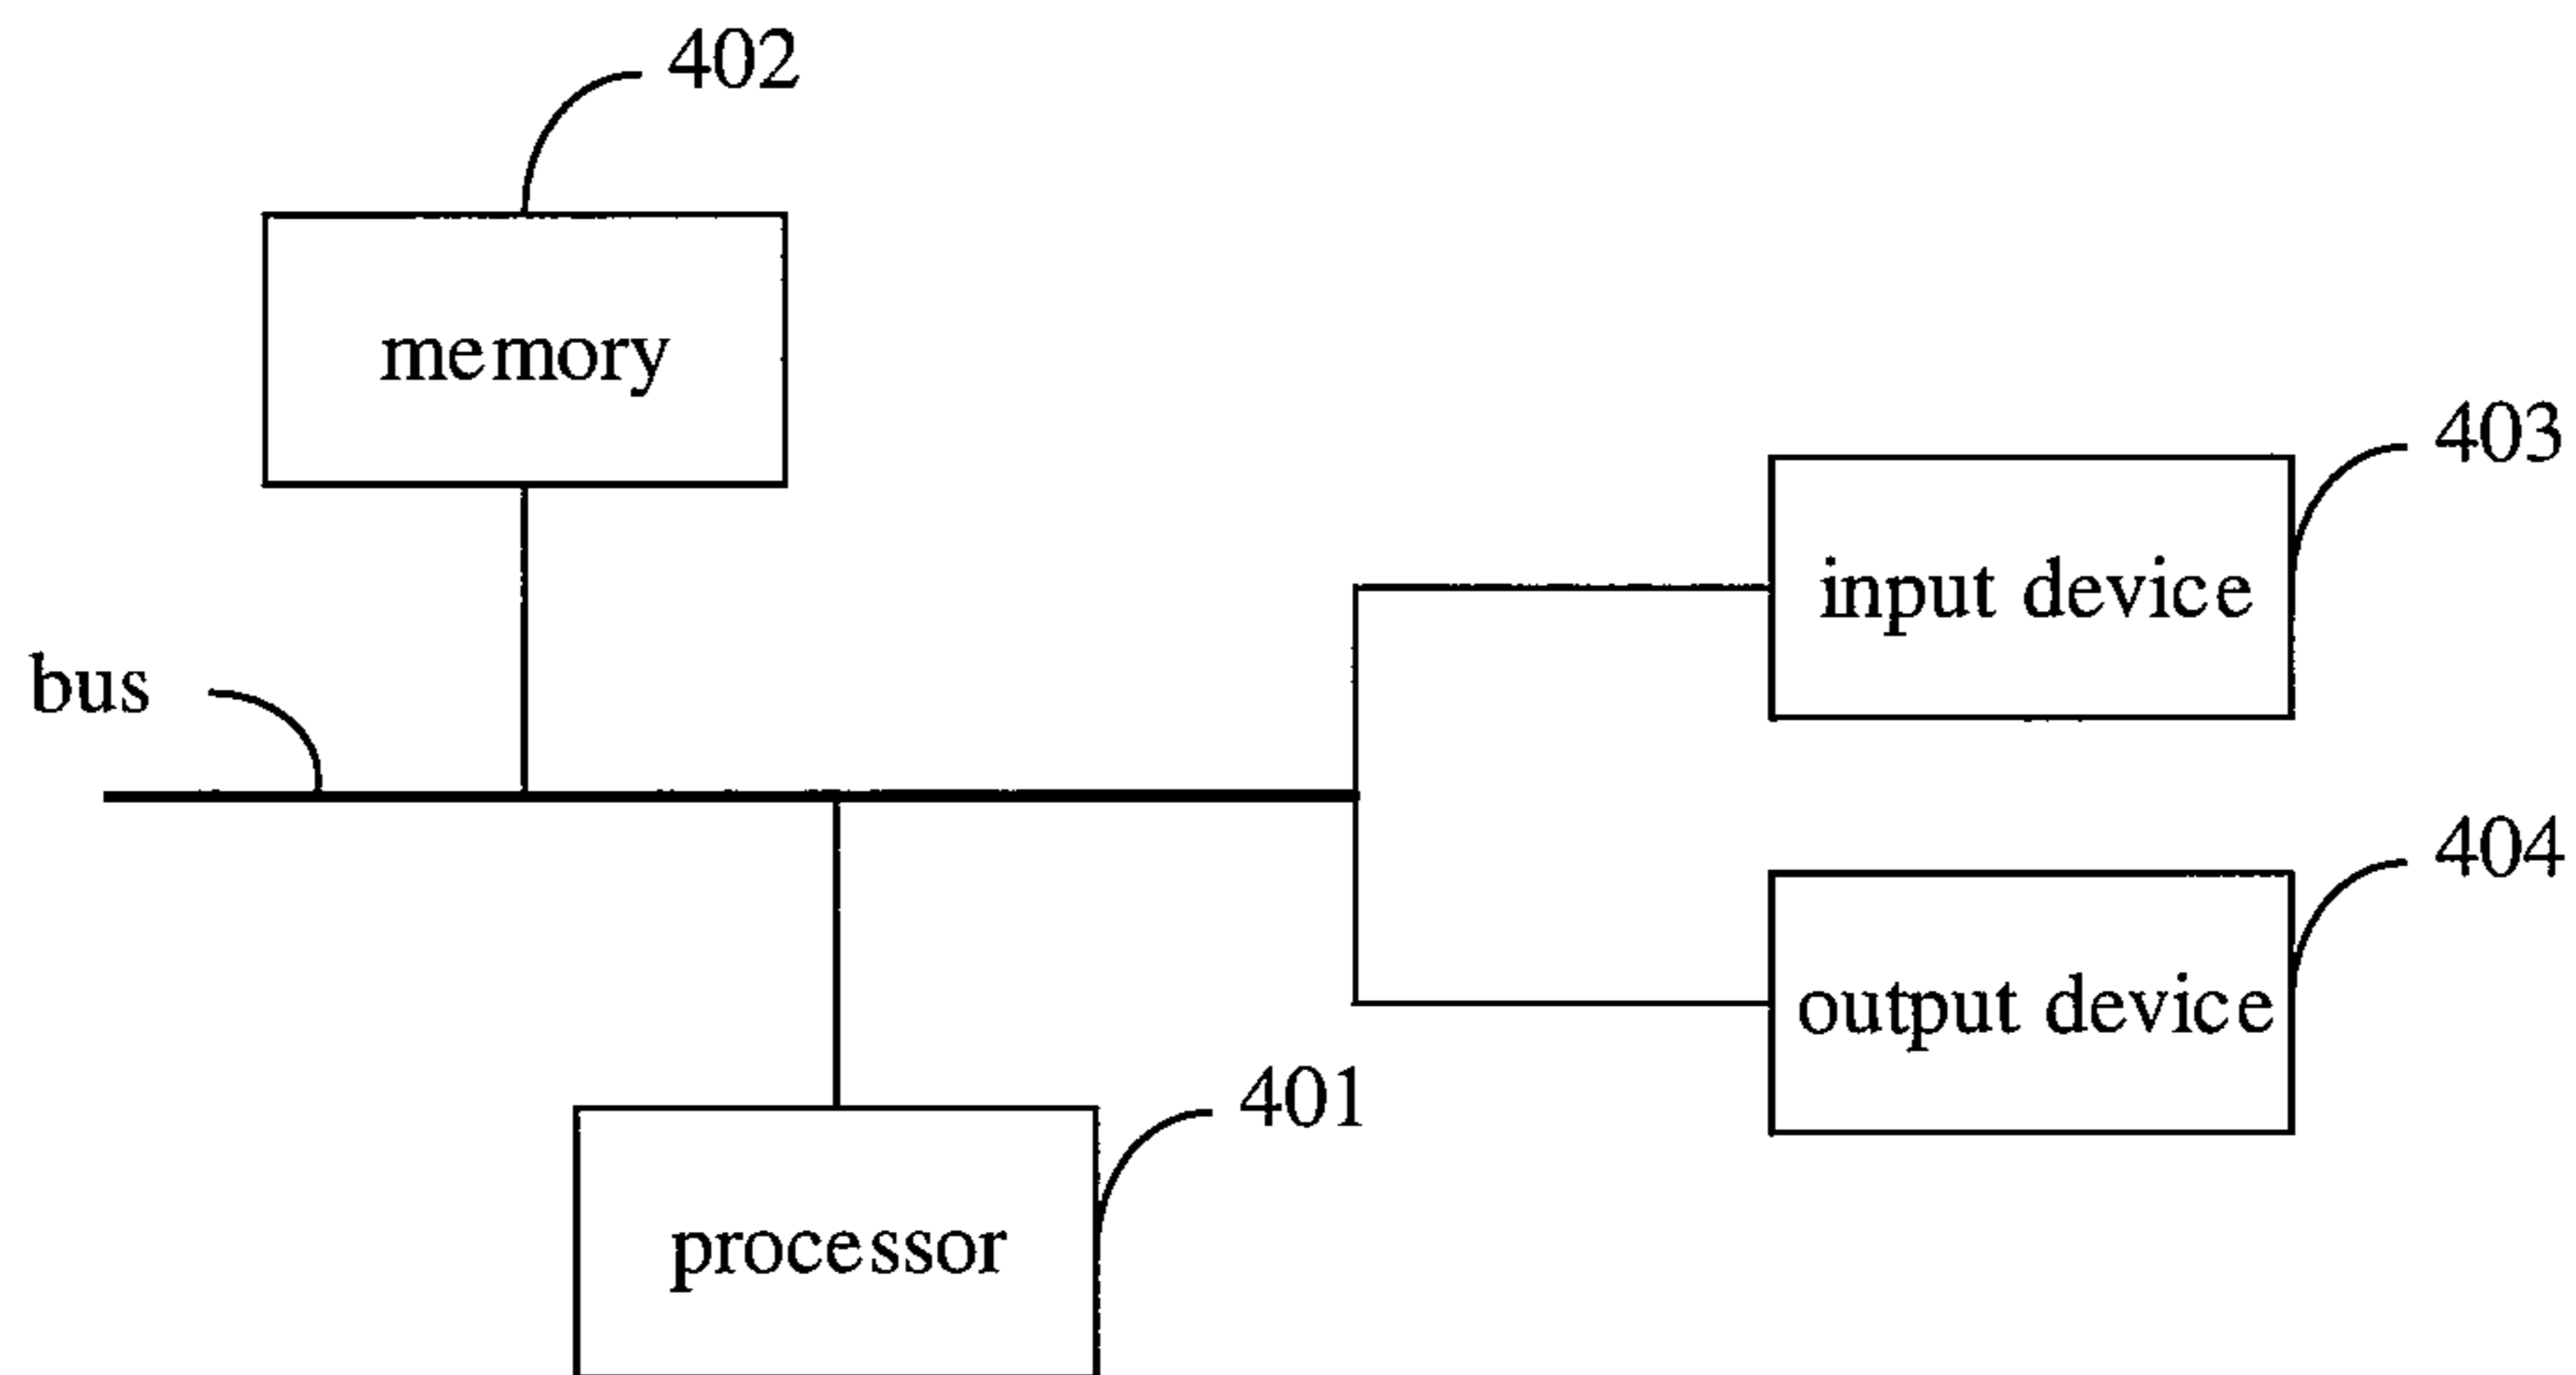 402
memory
403
input device
bus
404
output device
401
processor